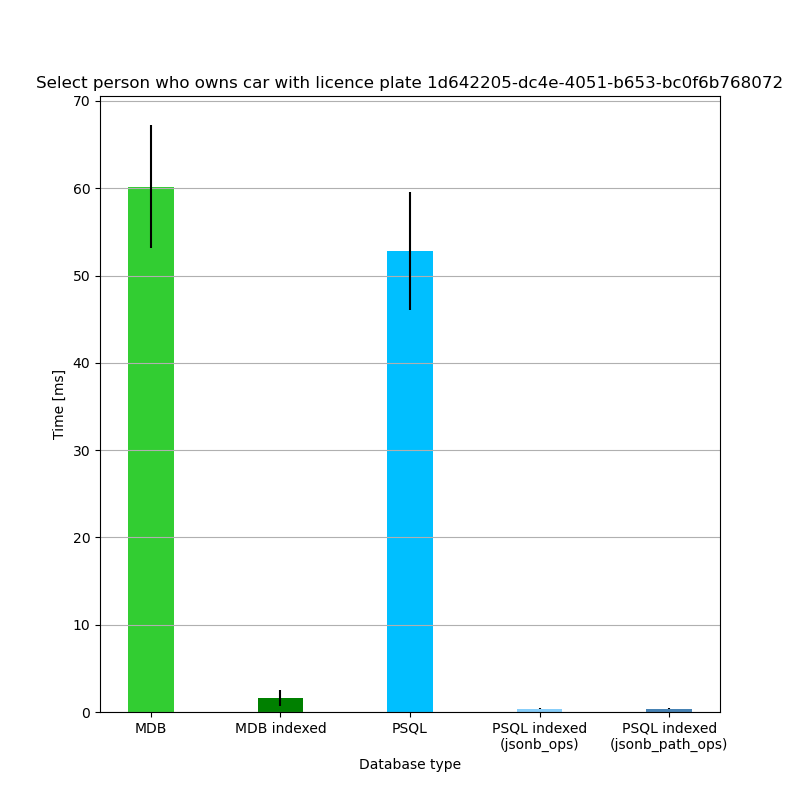 Select person who owns car with licence plate 1d642205-dc4e-4051-b653-bc0f6b768072
70
60
50
40
30
20
10
0
Time [ms]
MDB
MDB indexed
PSQL
PSQL indexed
(jsonb_ops)
PSQL indexed
(jsonb_path_ops)
Database type